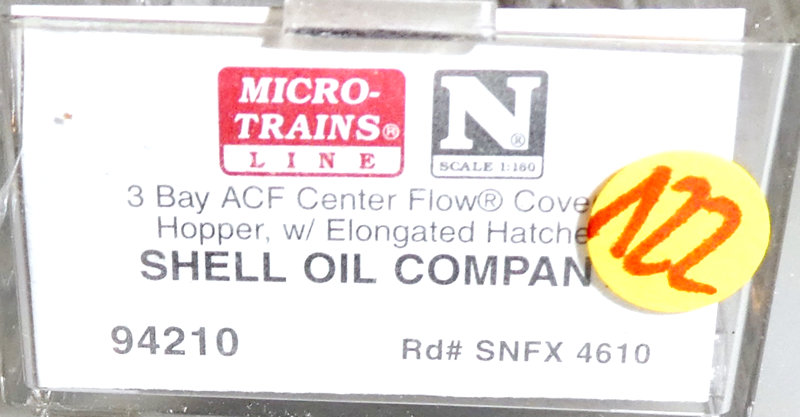 MICRO-
TRAINS®
LINE
N®
SCALE 1:160
3 Bay ACF Center Flow® Cove
Hopper, w/ Elongated Hatche
SHELL OIL COMPAN
122
94210
Rd# SNFX 4610